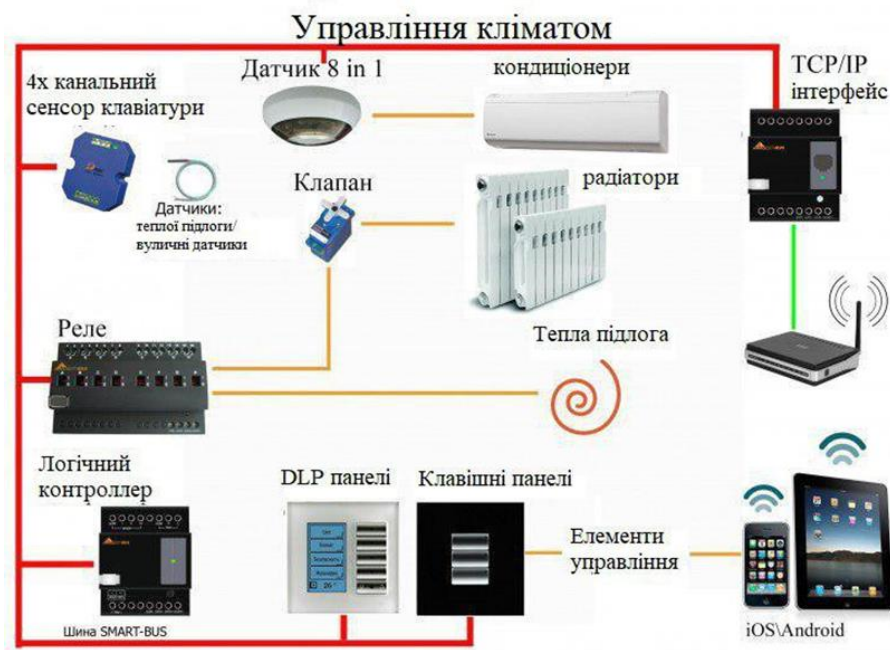 Управління кліматом
Датчик 8 in 1
кондиціонери
TCP/IP
інтерфейс
4х канальний
сенсор клавіатури
Датчики:
теплої підлоги/
вуличні датчики
Клапан
радіатори
Реле
Тепла підлога
Логічний
контроллер
DLP панелі
Клавішні панелі
Елементи
управління
Шина SMART-BUS
iOS\Android